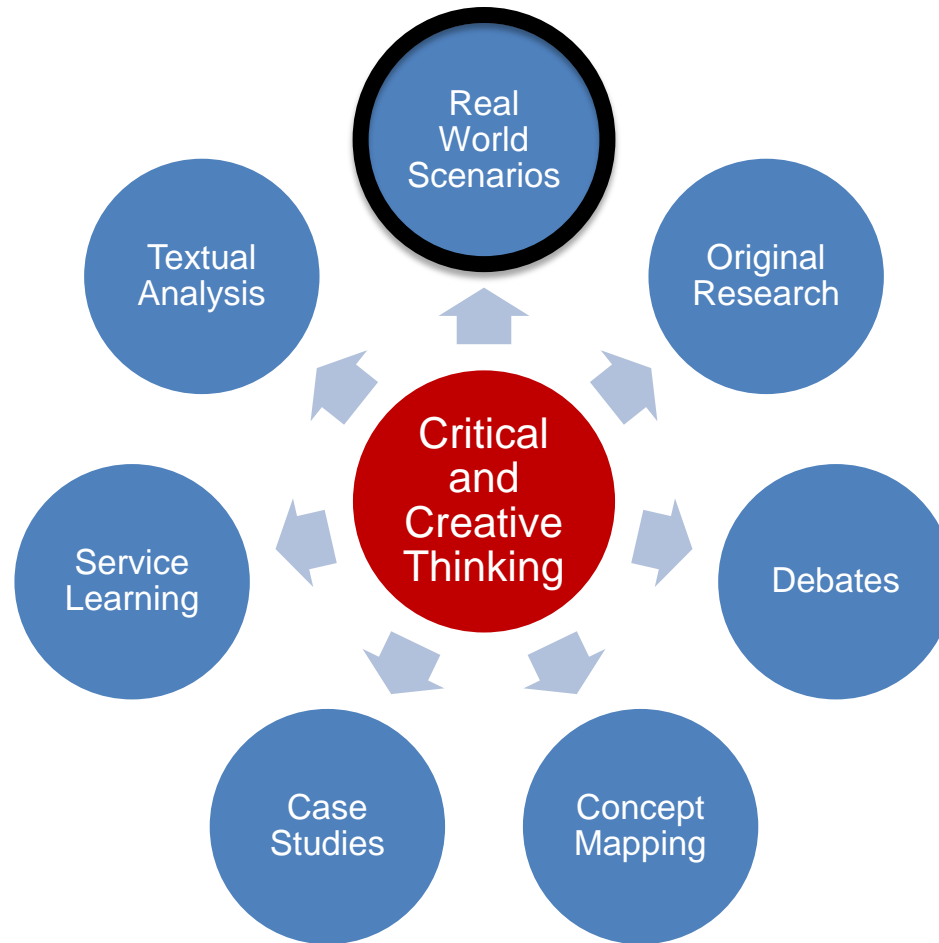 Real
World
Scenarios
Original
Research
Debates
Concept
Mapping
Case
Studies
Service
Learning
Textual
Analysis
Critical
and
Creative
Thinking